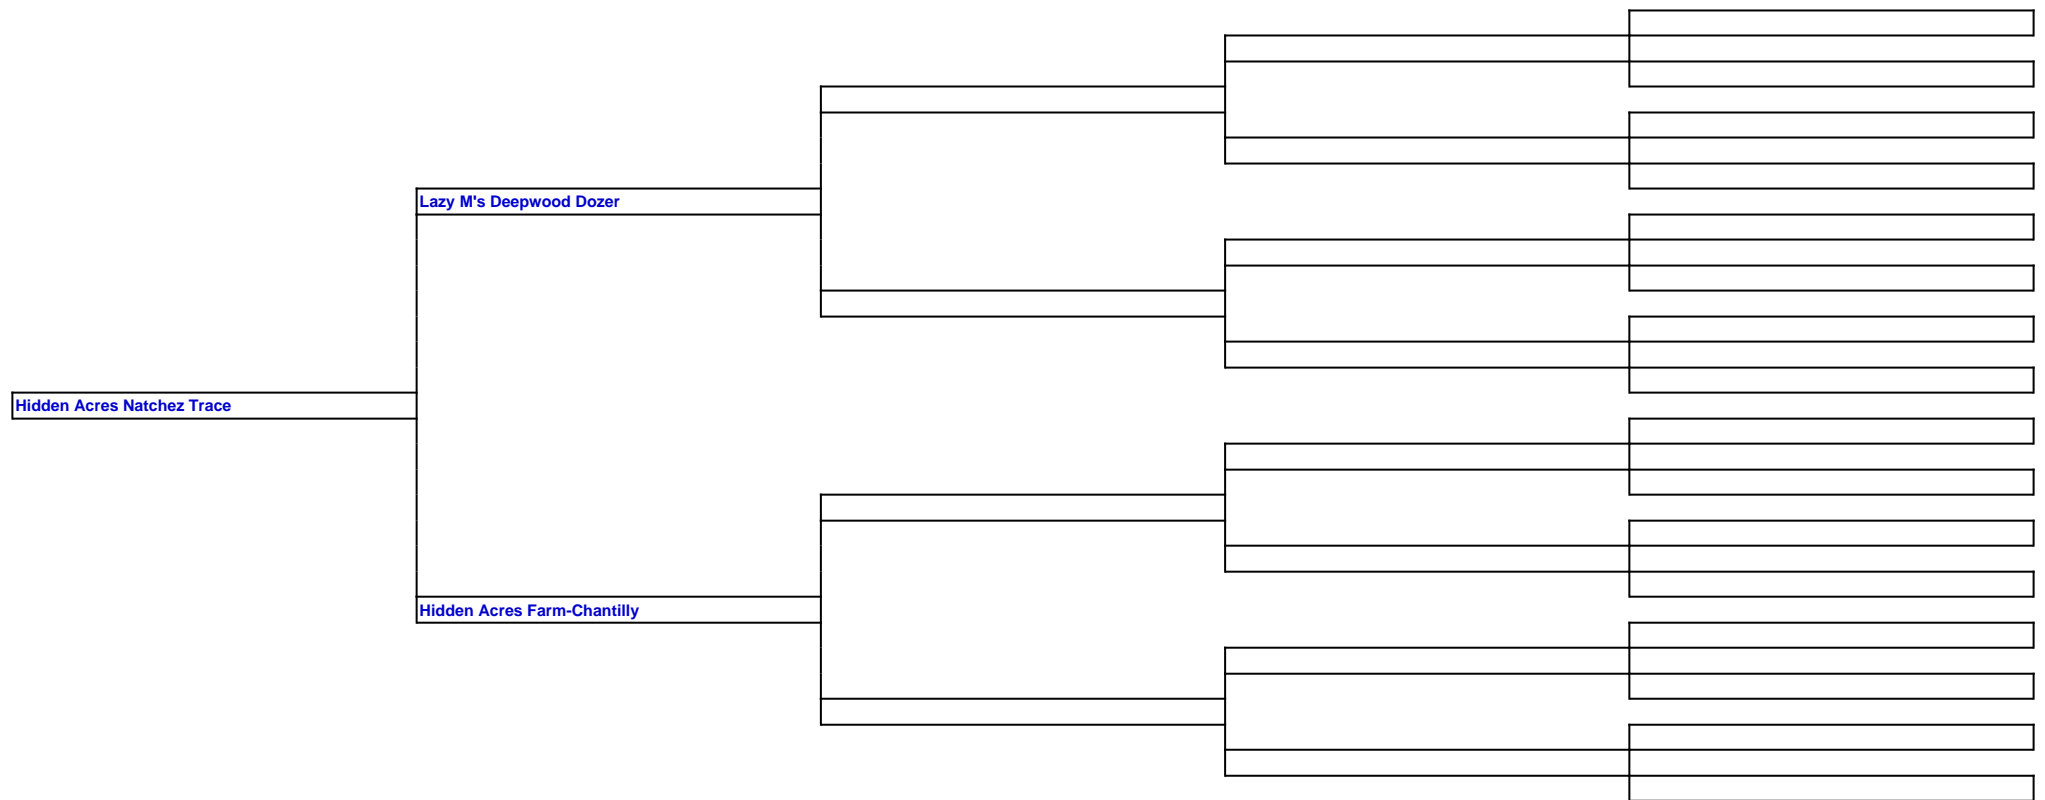 Lazy M's Deepwood Dozer
Hidden Acres Natchez Trace
Hidden Acres Farm-Chantilly